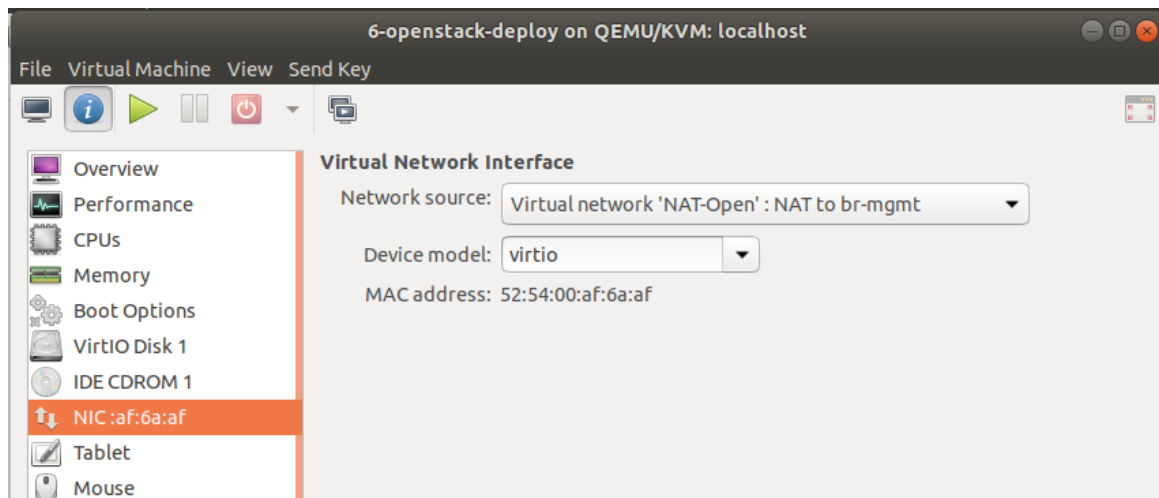 6-openstack-deploy on QEMU/KVM: localhost
File Virtual Machine View Send Key
Overview
Performance
CPUs
Memory
Boot Options
VirtIO Disk 1
IDE CDROM 1
NIC :af:6a:af
Tablet
Mouse
Virtual Network Interface
Network source: Virtual network 'NAT-Open' : NAT to br-mgmt
Device model: virtio
MAC address: 52:54:00:af:6a:af